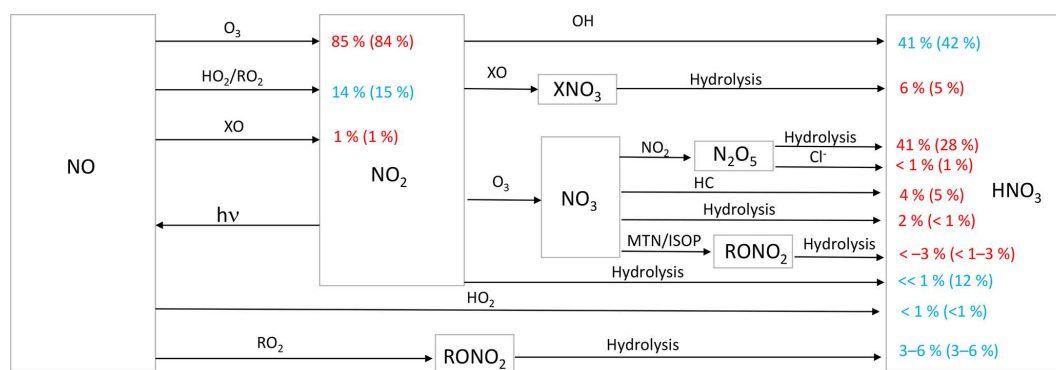 O₃
85 % (84 %)
OH
41 % (42 %)
HO₂/RO₂
14 % (15 %)
XO
XNO₃
Hydrolysis
6 % (5 %)
XO
1 % (1 %)
NO
NO₂
hν
O₃
NO₃
NO₂
N₂O₅
Hydrolysis
41 % (28 %)
Cl⁻
< 1 % (1 %)
HC
4 % (5 %)
HNO₃
Hydrolysis
2 % (< 1 %)
MTN/ISOP
RONO₂
Hydrolysis
< –3 % (< 1–3 %)
Hydrolysis
<< 1 % (12 %)
HO₂
< 1 % (<1 %)
RO₂
RONO₂
Hydrolysis
3–6 % (3–6 %)